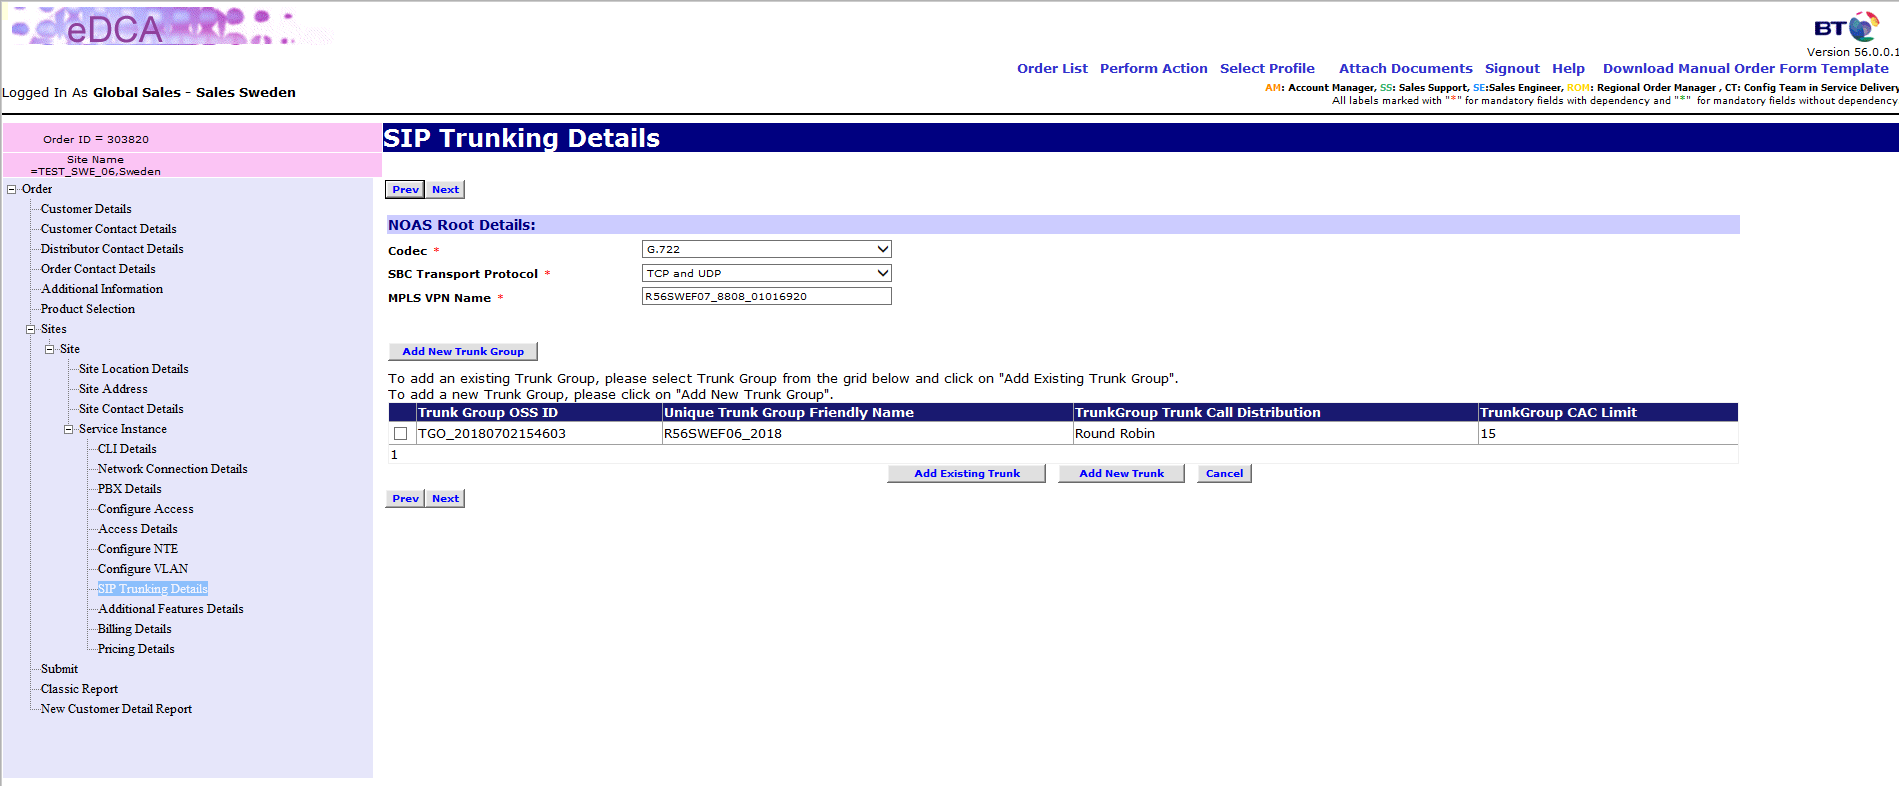 eDCA
BT
Version 56.0.0.1
Order List Perform Action Select Profile Attach Documents Signout Help Download Manual Order Form Template
Logged In As Global Sales - Sales Sweden
AM: Account Manager, SS: Sales Support, SE:Sales Engineer, ROM: Regional Order Manager , CT: Config Team in Service Delivery
All labels marked with "*" for mandatory fields with dependency and "*" for mandatory fields without dependency
Order ID = 303820
Site Name
=TEST_SWE_06,Sweden
Order
Customer Details
Customer Contact Details
Distributor Contact Details
Order Contact Details
Additional Information
Product Selection
Sites
Site
Site Location Details
Site Address
Site Contact Details
Service Instance
CLI Details
Network Connection Details
PBX Details
Configure Access
Access Details
Configure NTE
Configure VLAN
SIP Trunking Details
Additional Features Details
Billing Details
Pricing Details
Submit
Classic Report
New Customer Detail Report
SIP Trunking Details
Prev Next
NOAS Root Details:
Codec * G.722
SBC Transport Protocol * TCP and UDP
MPLS VPN Name * R56SWEF07_8808_01016920
Add New Trunk Group
To add an existing Trunk Group, please select Trunk Group from the grid below and click on "Add Existing Trunk Group".
To add a new Trunk Group, please click on "Add New Trunk Group".
Trunk Group OSS ID Unique Trunk Group Friendly Name TrunkGroup Trunk Call Distribution TrunkGroup CAC Limit
TGO_20180702154603 R56SWEF06_2018 Round Robin 15
1
Add Existing Trunk Add New Trunk Cancel
Prev Next